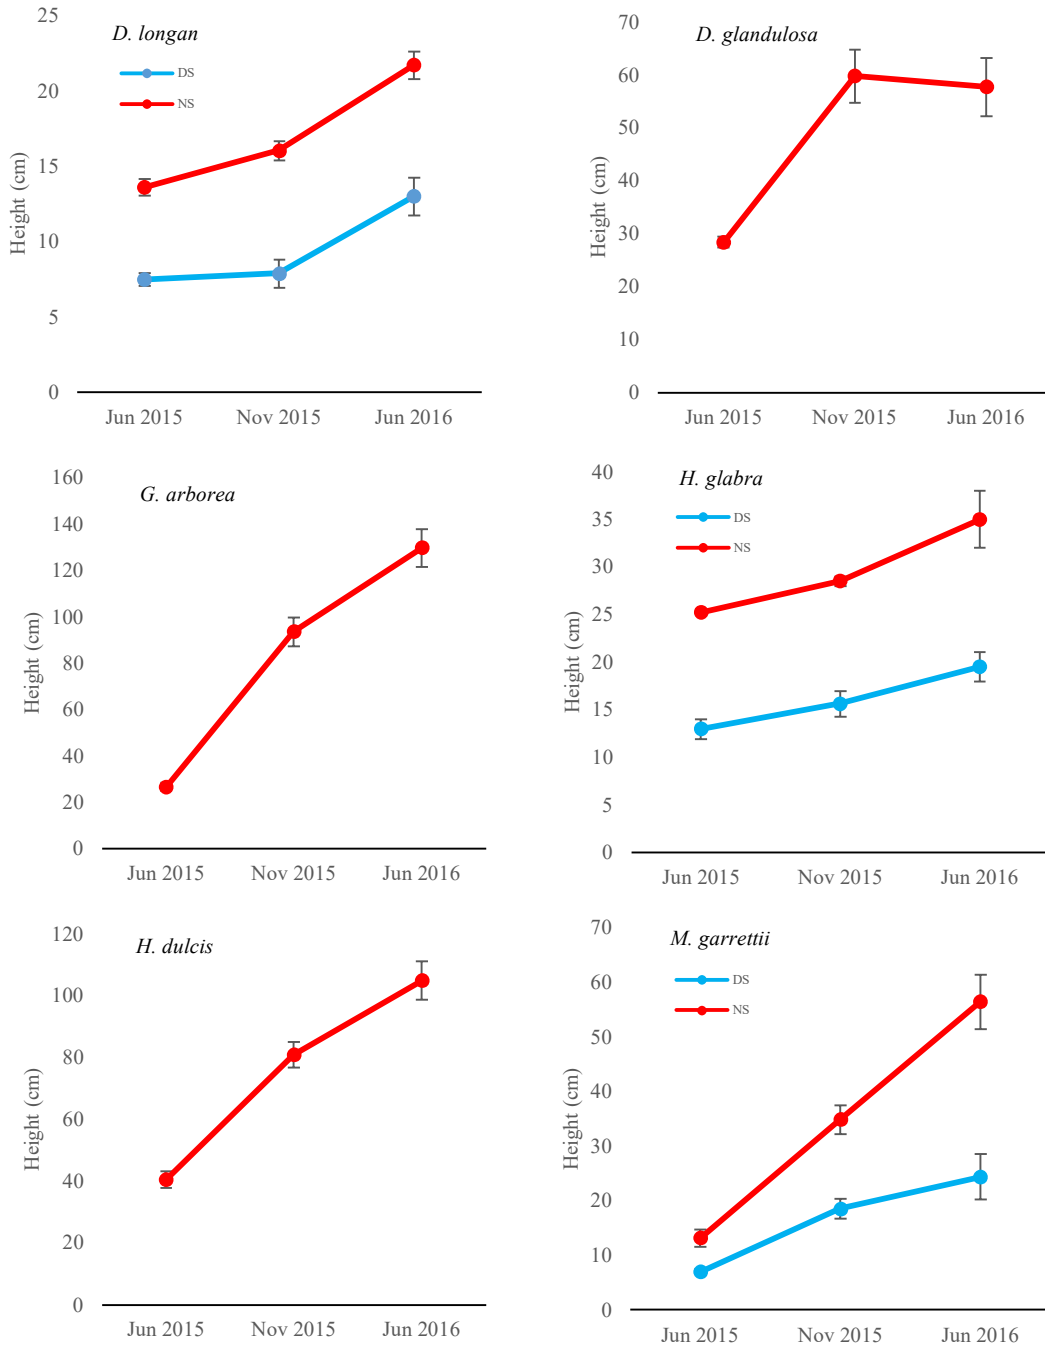 D. longan
DS
NS
Height (cm)
25
20
15
10
5
0
Jun 2015 Nov 2015 Jun 2016
D. glandulosa
Height (cm)
70
60
50
40
30
20
10
0
Jun 2015 Nov 2015 Jun 2016
G. arborea
Height (cm)
160
140
120
100
80
60
40
20
0
Jun 2015 Nov 2015 Jun 2016
H. glabra
DS
NS
Height (cm)
40
35
30
25
20
15
10
5
0
Jun 2015 Nov 2015 Jun 2016
H. dulcis
Height (cm)
120
100
80
60
40
20
0
Jun 2015 Nov 2015 Jun 2016
M. garrettii
DS
NS
Height (cm)
70
60
50
40
30
20
10
0
Jun 2015 Nov 2015 Jun 2016